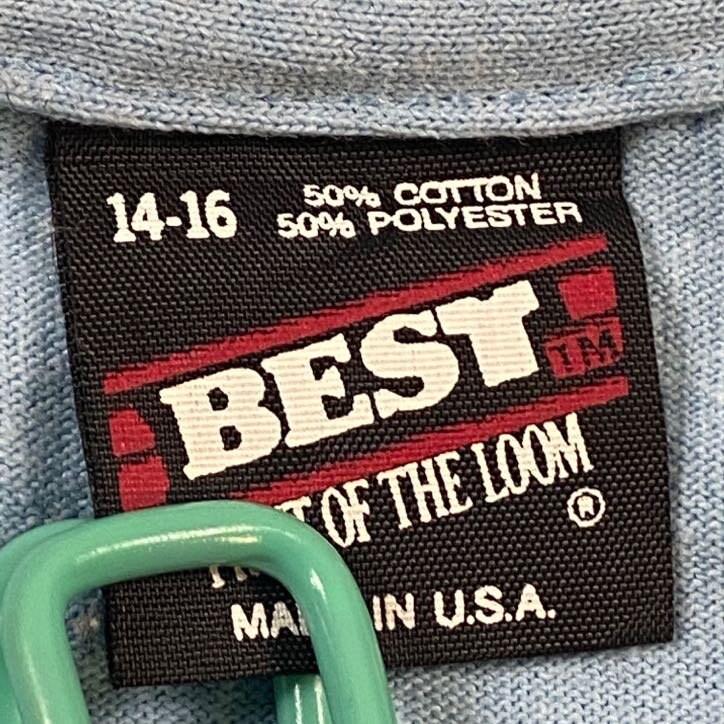 14-16
50% COTTON
50% POLYESTER
BEST
TM
OF THE LOOM
®
IN U.S.A.